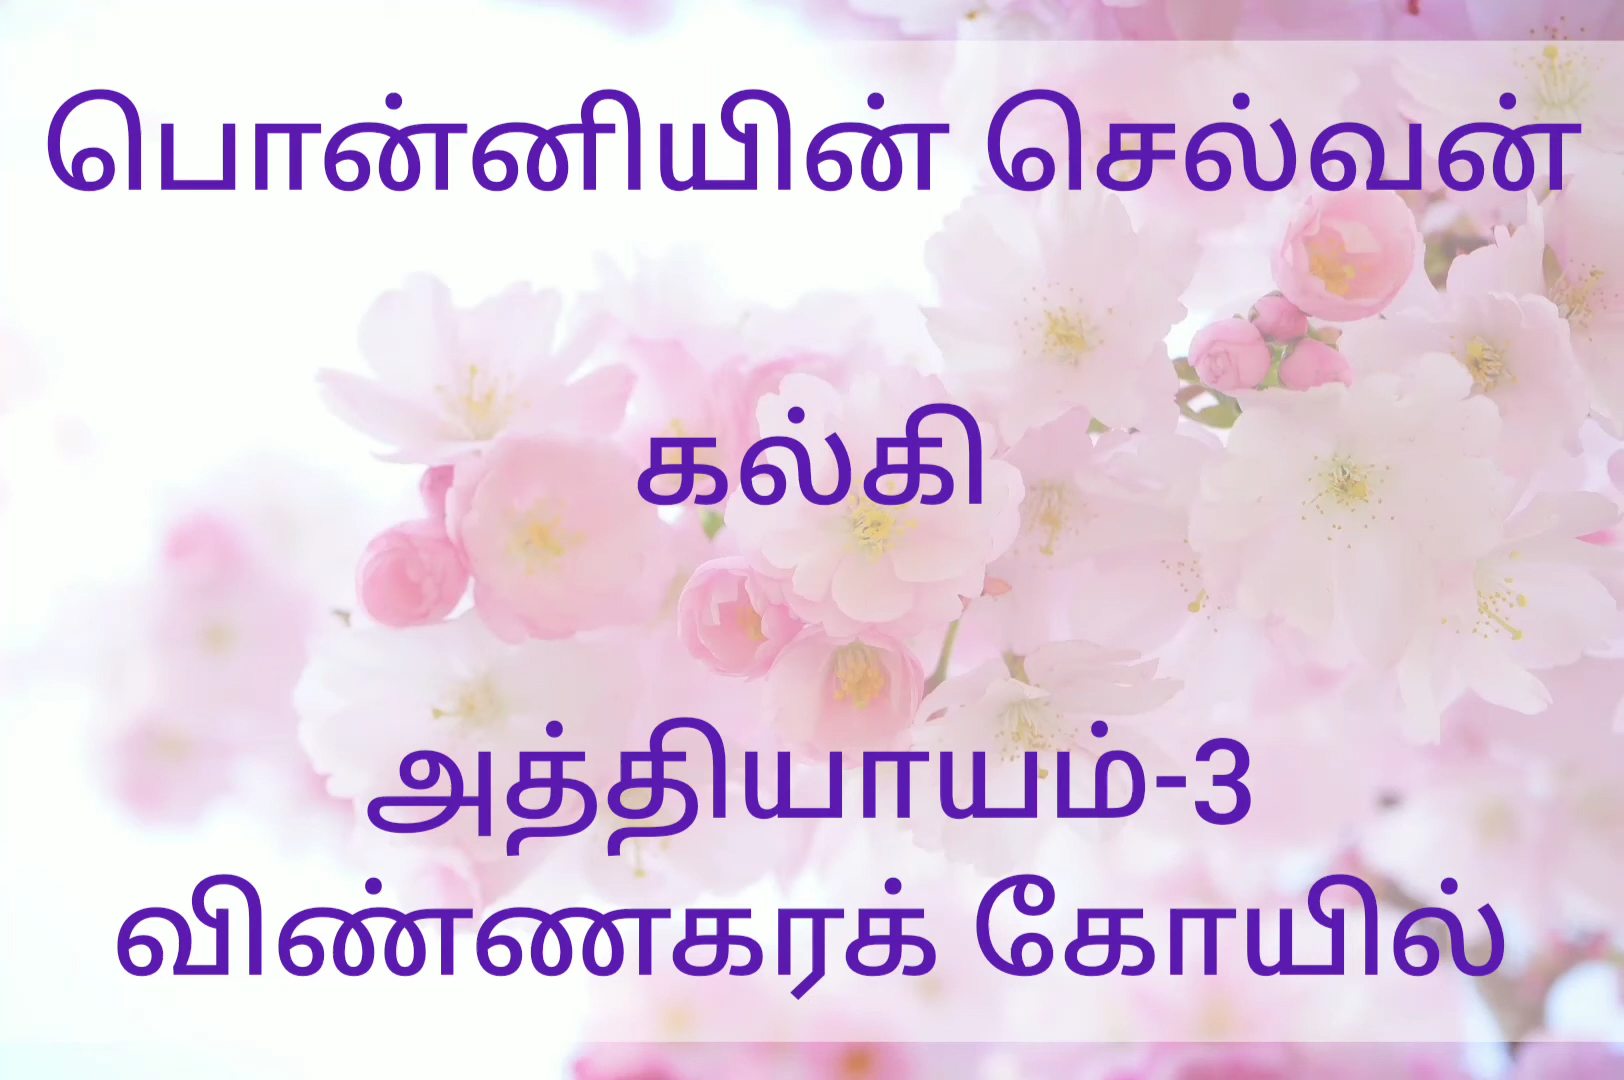 பொன்னியின் செல்வன்
கல்கி
அத்தியாயம்-3
விண்ணகரக் கோயில்